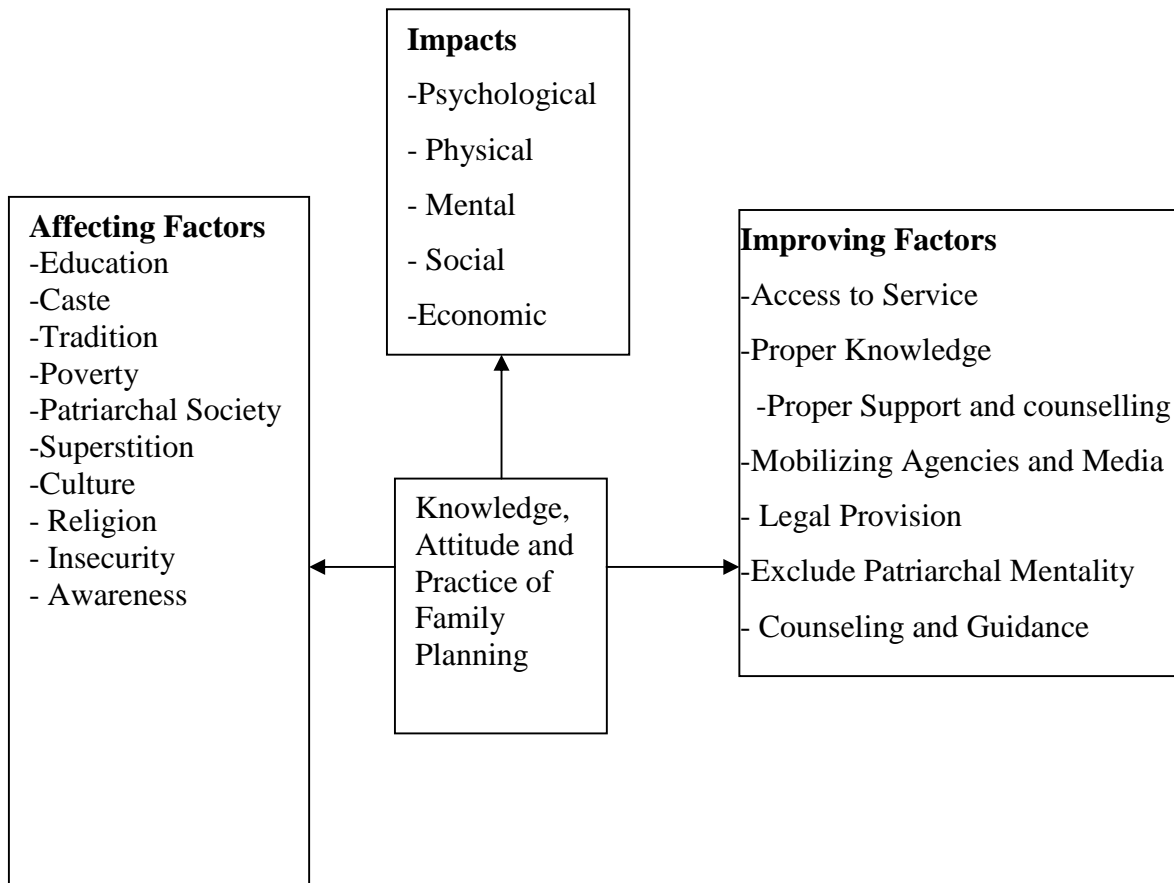 Impacts
-Psychological
- Physical
- Mental
- Social
-Economic
Affecting Factors
-Education
-Caste
-Tradition
-Poverty
-Patriarchal Society
-Superstition
-Culture
- Religion
- Insecurity
- Awareness
Knowledge,
Attitude and
Practice of
Family
Planning
Improving Factors
-Access to Service
-Proper Knowledge
-Proper Support and counselling
-Mobilizing Agencies and Media
- Legal Provision
-Exclude Patriarchal Mentality
- Counseling and Guidance